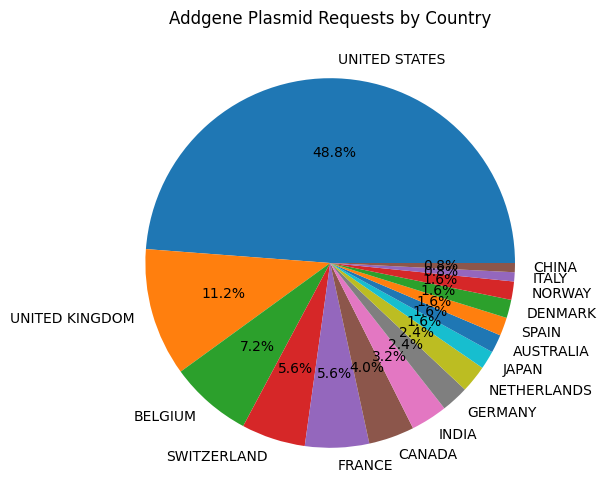 Addgene Plasmid Requests by Country
UNITED STATES
48.8%
UNITED KINGDOM
11.2%
BELGIUM
7.2%
SWITZERLAND
5.6%
FRANCE
5.6%
CANADA
4.0%
INDIA
3.2%
GERMANY
2.4%
NETHERLANDS
2.4%
JAPAN
1.6%
AUSTRALIA
1.6%
SPAIN
1.6%
DENMARK
1.6%
NORWAY
1.6%
ITALY
0.8%
CHINA
0.8%